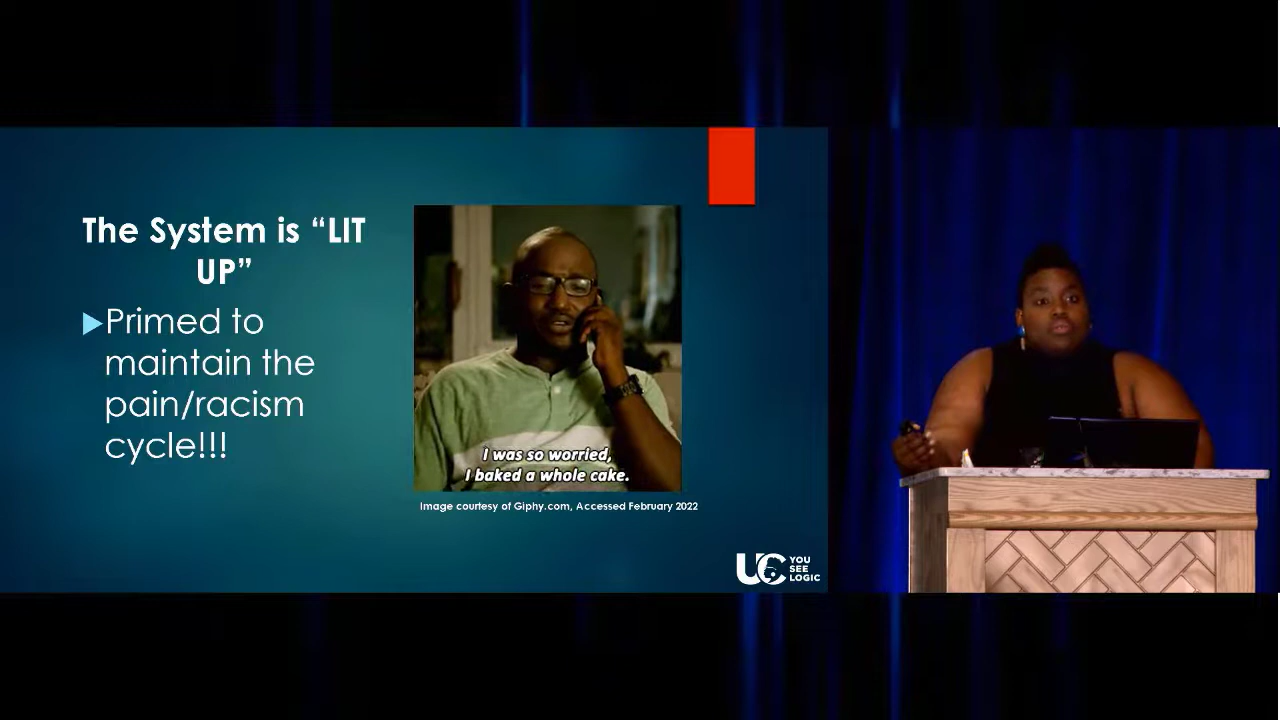 The System is “LIT
UP”
Primed to
maintain the
pain/racism
cycle!!!
I was so worried,
I baked a whole cake.
Image courtesy of Giphy.com, Accessed February 2022
UC
YOU
SEE
LOGIC